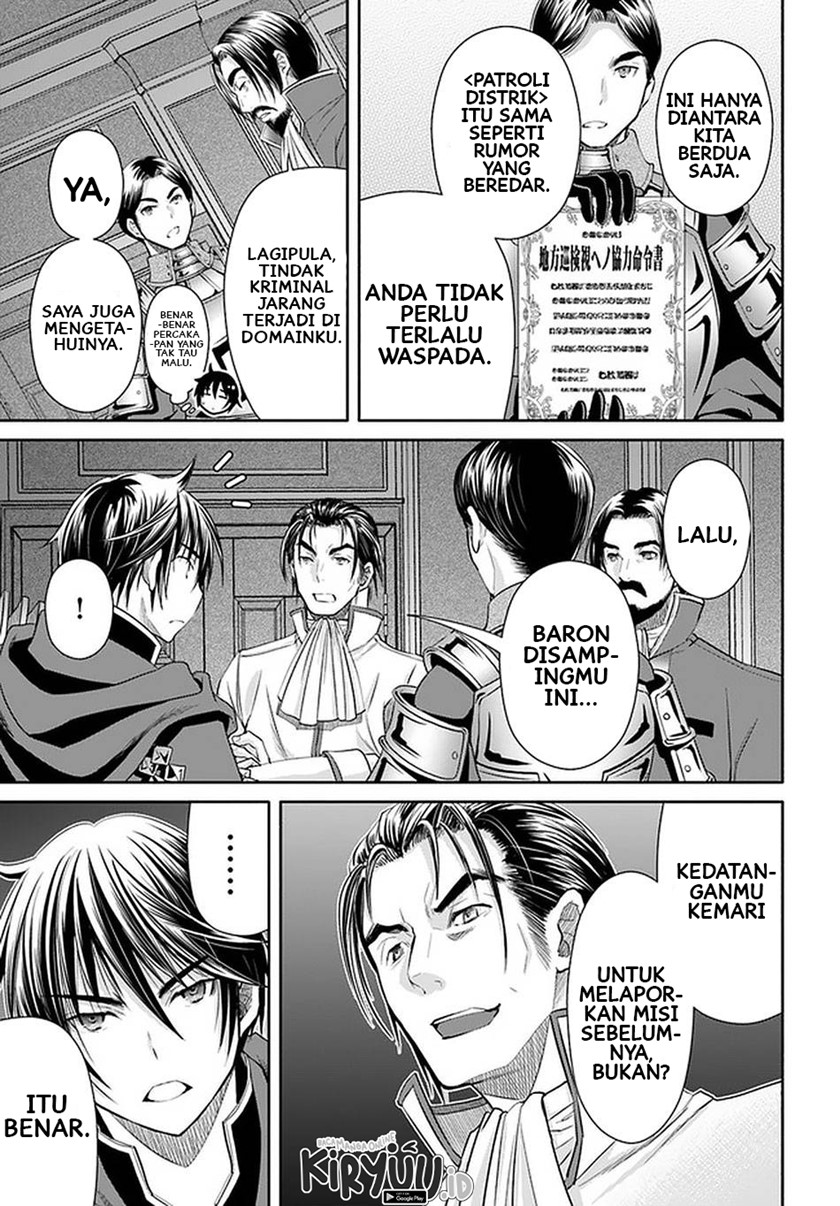 INI HANYA
DIANTARA
KITA
BERDUA
SAJA.
<PATROLI
DISTRIK>
ITU SAMA
SEPERTI
RUMOR
YANG
BEREDAR.
ANDA TIDAK
PERLU
TERLALU
WASPADA.
地方巡検視ヘノ協力命令書
LAGIPULA,
TINDAK
KRIMINAL
JARANG
TERJADI DI
DOMAINKU.
YA,
SAYA JUGA
MENGETA-
HUINYA.
BENAR
-BENAR
PERCAKA
-PAN YANG
TAK TAU
MALU.
LALU,
BARON
DISAMP-
INGMU
INI...
!
KEDATAN-
GANMU
KEMARI
UNTUK
MELAPOR-
KAN MISI
SEBELUM-
NYA,
BUKAN?
......
ITU
BENAR.
BACA MANGA ONLINE
KIRYUU.iD
Google Play